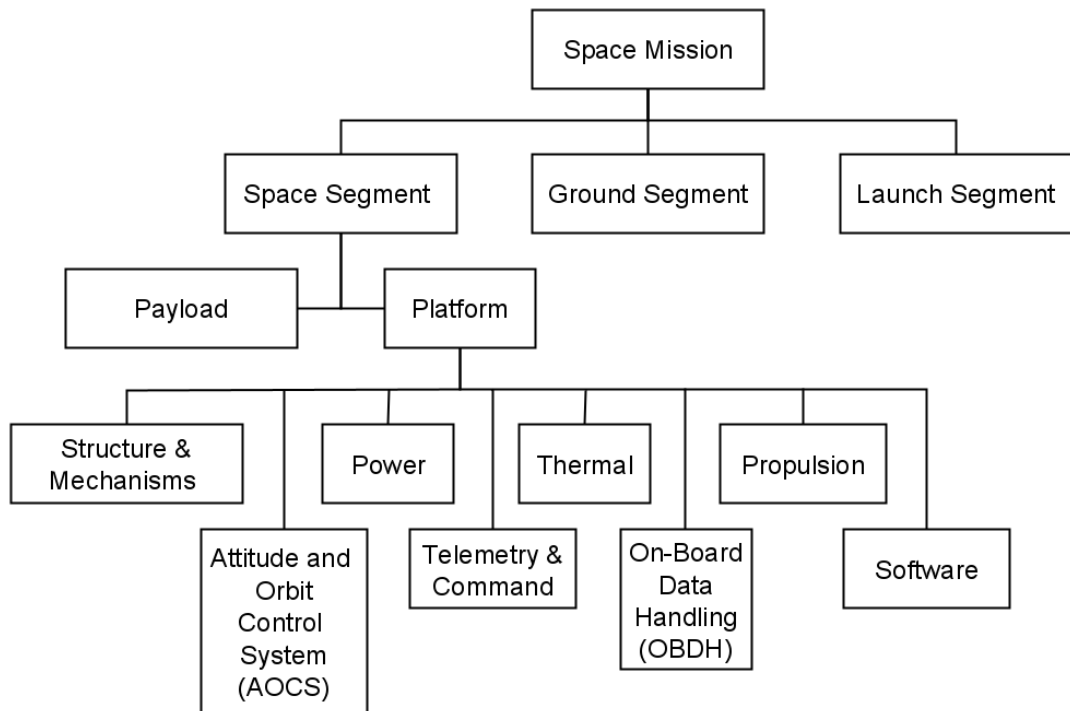 Space Mission
Space Segment
Ground Segment
Launch Segment
Payload
Platform
Structure &
Mechanisms
Power
Thermal
Propulsion
Attitude and
Orbit
Control
System
(AOCS)
Telemetry &
Command
On-Board
Data
Handling
(OBDH)
Software